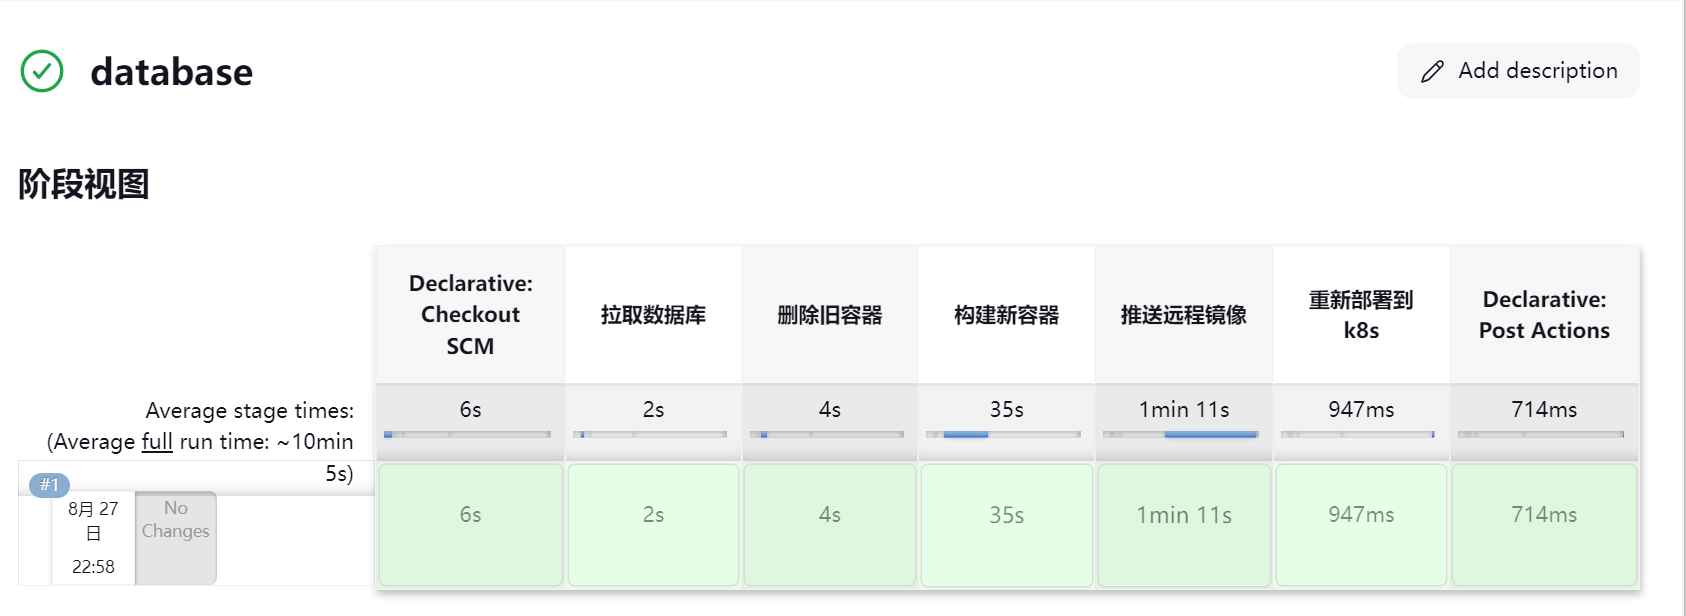 database
Add description
阶段视图
Declarative:
Checkout
SCM
拉取数据库
删除旧容器
构建新容器
推送远程镜像
重新部署到
k8s
Declarative:
Post Actions
Average stage times:
6s
2s
4s
35s
1min 11s
947ms
714ms
(Average full run time: ~10min
5s)
#1
8月 27
日
22:58
No
Changes
6s
2s
4s
35s
1min 11s
947ms
714ms